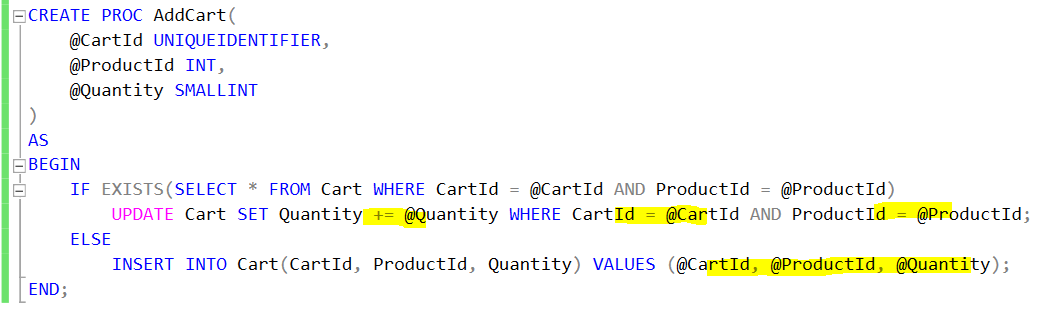 CREATE PROC AddCart(
    @CartId UNIQUEIDENTIFIER,
    @ProductId INT,
    @Quantity SMALLINT
)
AS
BEGIN
    IF EXISTS(SELECT * FROM Cart WHERE CartId = @CartId AND ProductId = @ProductId)
        UPDATE Cart SET Quantity += @Quantity WHERE CartId = @CartId AND ProductId = @ProductId;
    ELSE
        INSERT INTO Cart(CartId, ProductId, Quantity) VALUES (@CartId, @ProductId, @Quantity);
END;